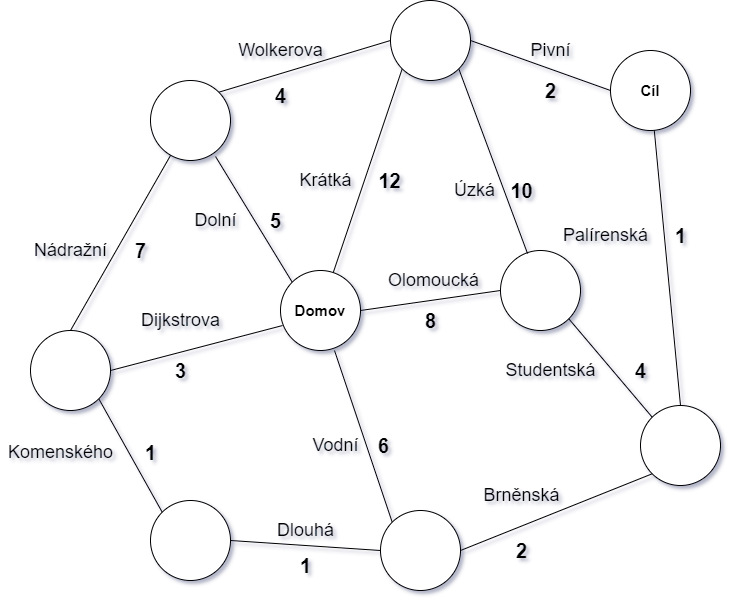 Wolkerova
4
Pivní
2
Cíl
Krátká
12
Úzká
10
Dolní
5
Nádražní
7
Palírenská
1
Olomoucká
8
Domov
Dijkstrova
3
Studentská
4
Komenského
1
Vodní
6
Brněnská
2
Dlouhá
1